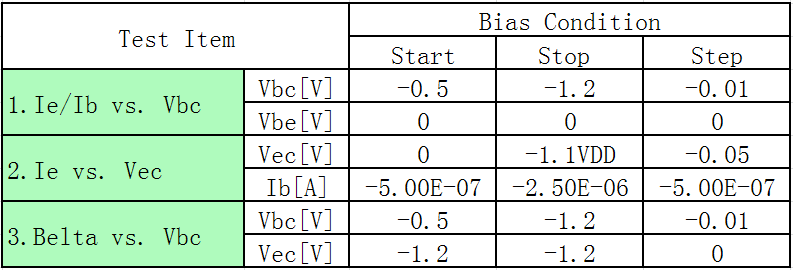 Test Item Bias Condition
Start Stop Step
1.Ie/Ib vs. Vbc Vbc[V] -0.5 -1.2 -0.01
Vbe[V] 0 0 0
2.Ie vs. Vec Vec[V] 0 -1.1VDD -0.05
Ib[A] -5.00E-07 -2.50E-06 -5.00E-07
3.Belta vs. Vbc Vbc[V] -0.5 -1.2 -0.01
Vec[V] -1.2 -1.2 0